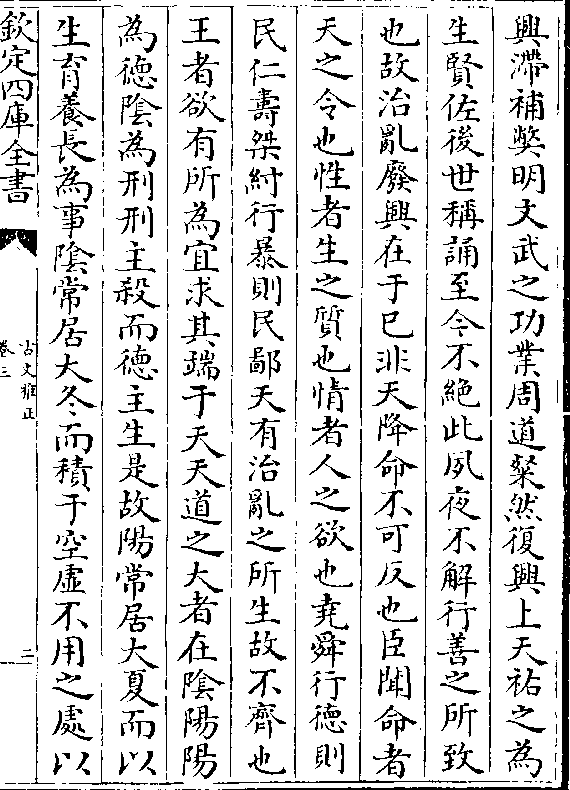 興滯補弊明文武之功業周道粲然復興上天祐之為
生賢佐後世稱誦至今不絶此夙夜不解行善之所致
也故治亂廢興在于巳非天降命不可反也臣聞命者
天之令也性者生之質也情者人之欲也堯舜行德則
民仁壽桀紂行暴則民鄙天有治亂之所生故不齊也
王者欲有所為宜求其端于天天道之大者在陰陽陽
為德陰為刑刑主殺而德主生是故陽常居大夏而以
生育養長為事陰常居大冬而積于空虛不用之處以
欽定四庫全書
古文雅正
卷三
二